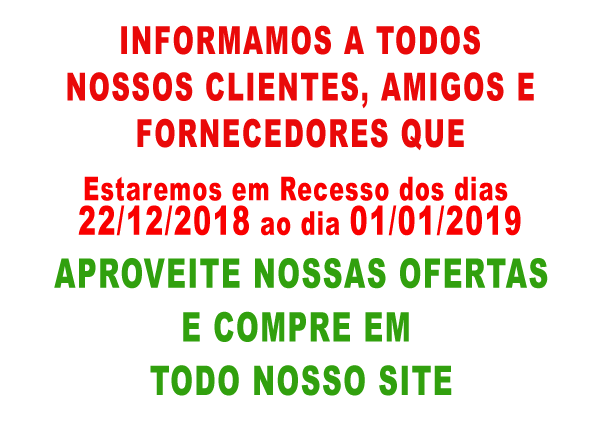 INFORMAMOS A TODOS
NOSSOS CLIENTES, AMIGOS E
FORNECEDORES QUE
Estaremos em Recesso dos dias
22/12/2018 ao dia 01/01/2019
APROVEITE NOSSAS OFERTAS
E COMPRE EM
TODO NOSSO SITE